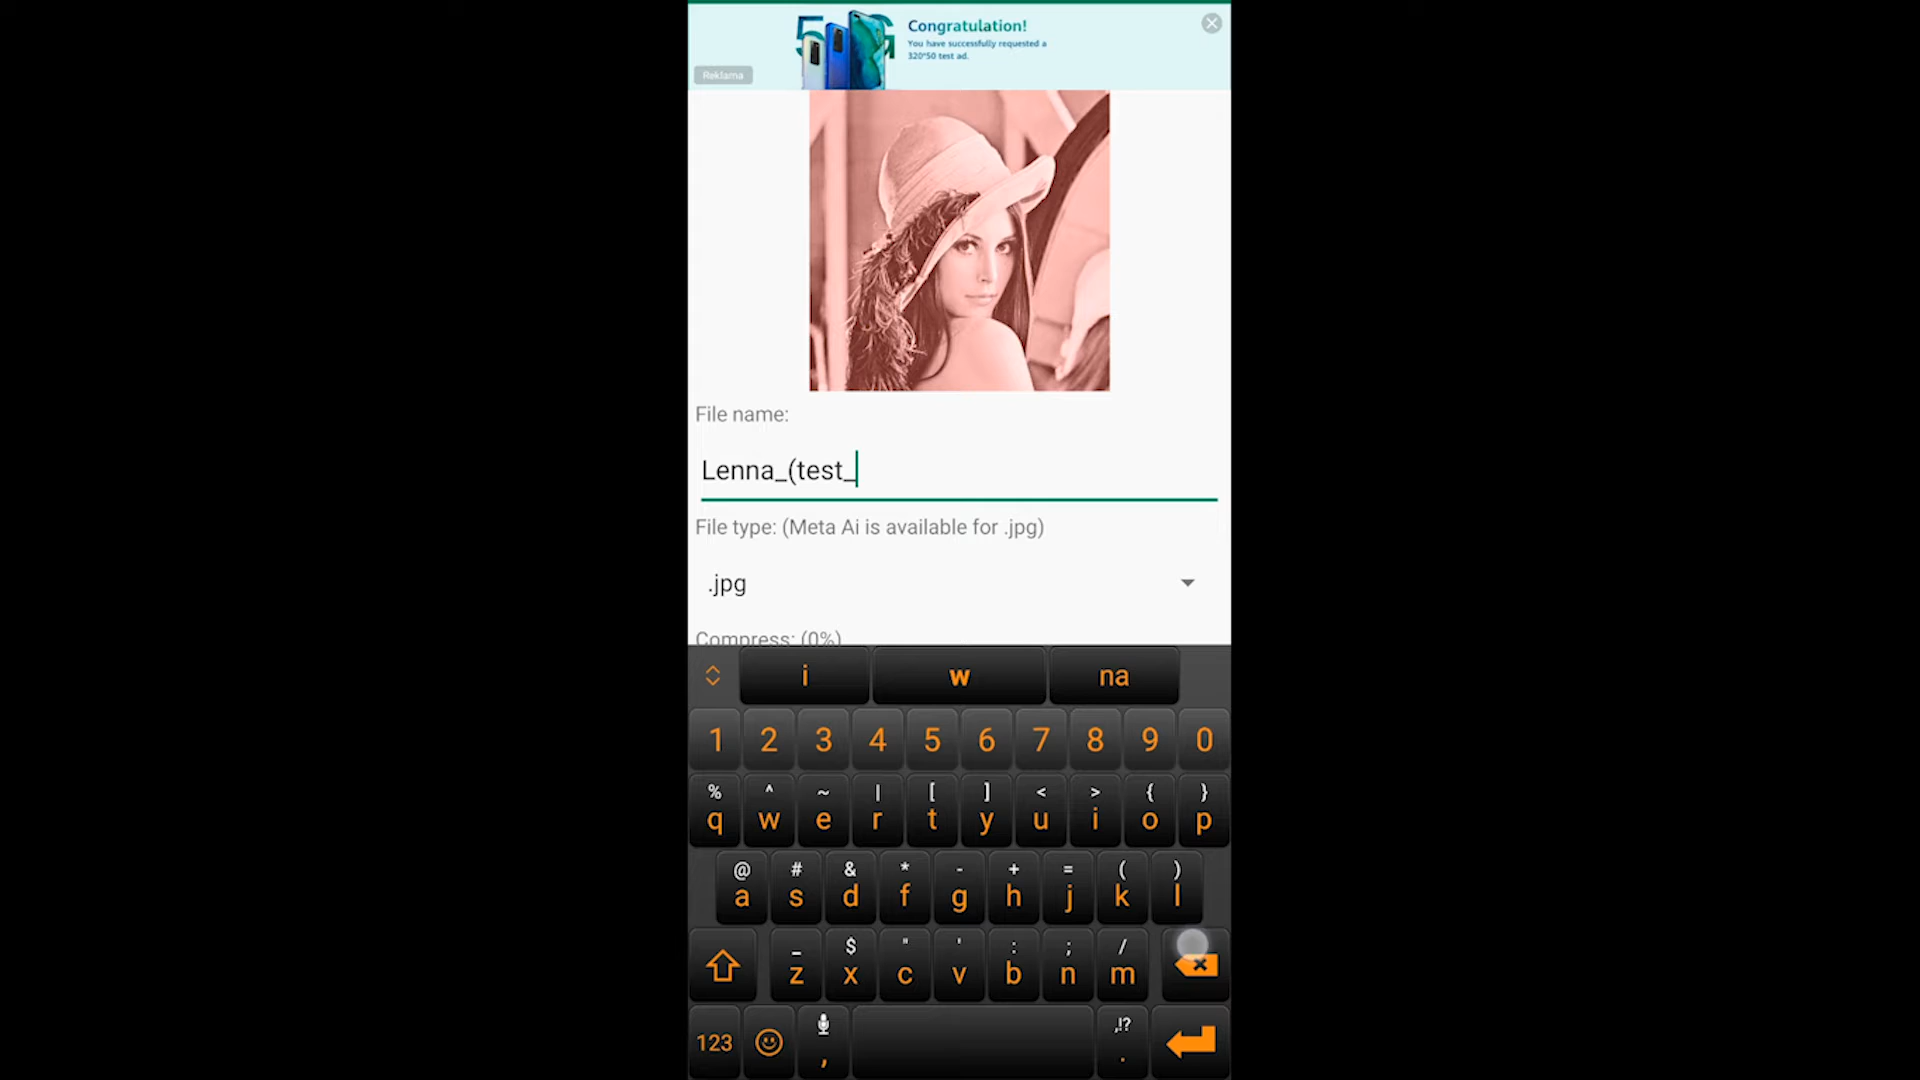 5G
Congratulation!
You have successfully requested a
320*50 test ad.
Reklama
File name:
Lenna_(test_
File type: (Meta Ai is available for .jpg)
.jpg
Compress: (0%)
i w na
1 2 3 4 5 6 7 8 9 0
% ^ ~ | [ ] < > { }
q w e r t y u i o p
@ # & * - + = ( )
a s d f g h j k l
_ $ " ' : ; /
z x c v b n m
,!?
123 , .